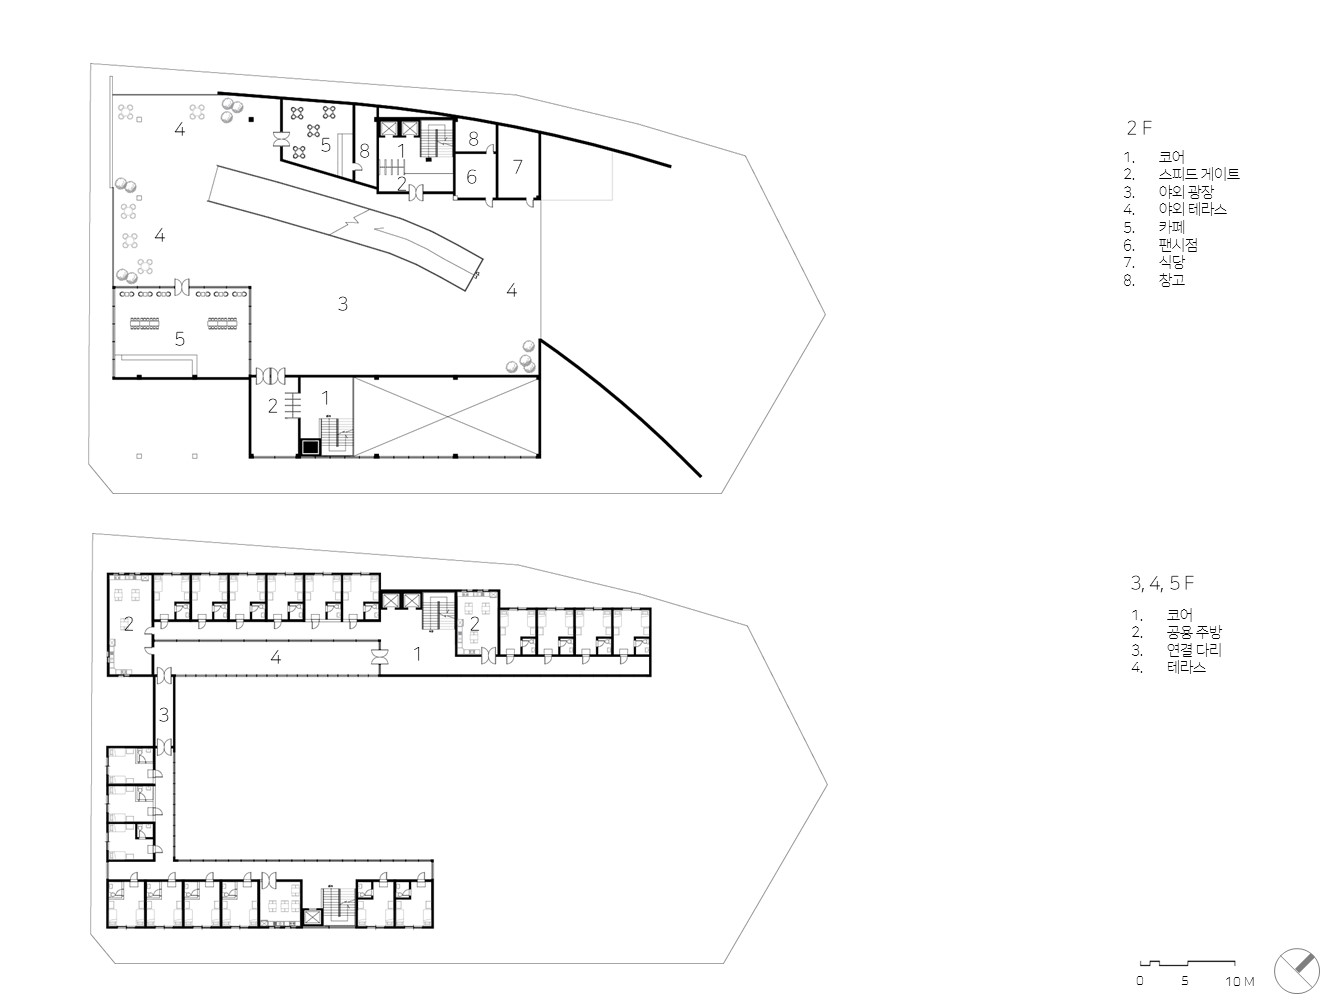 4
5
8
1
8
7
6
2
4
3
4
5
2
1
2 F
1. 코어
2. 스피드 게이트
3. 야외 광장
4. 야외 테라스
5. 카페
6. 팬시점
7. 식당
8. 창고
2
4
1
2
3
3, 4, 5 F
1. 코어
2. 공용 주방
3. 연결 다리
4. 테라스
0 5 10 M